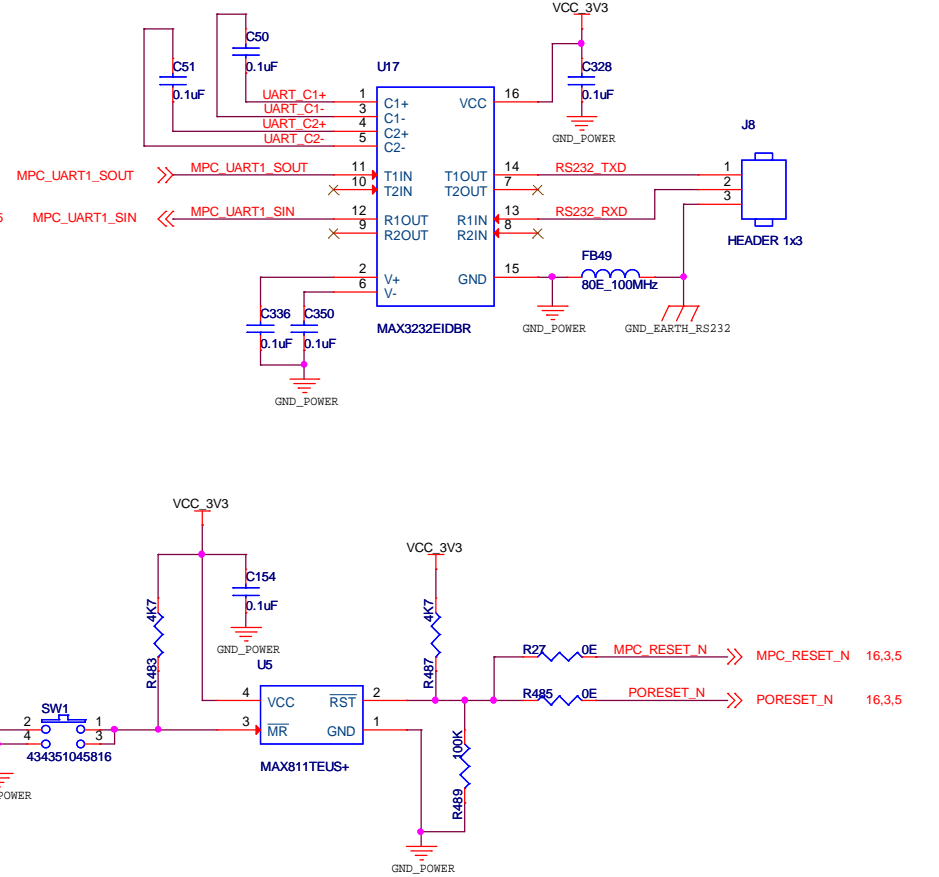 VCC_3V3
C50
0.1uF
C51
0.1uF
U17
C328
0.1uF
GND_POWER
UART_C1+ 1 C1+ VCC 16
UART_C1- 3 C1-
UART_C2+ 4 C2+
UART_C2- 5 C2-
J8
MPC_UART1_SOUT MPC_UART1_SOUT 11 T1IN T1OUT 14 RS232_TXD 1
10 T2IN T2OUT 7 2
3
5 MPC_UART1_SIN MPC_UART1_SIN 12 R1OUT R1IN 13 RS232_RXD
9 R2OUT R2IN 8
HEADER 1x3
2 V+ GND 15
6 V-
FB49
80E_100MHz
C336
0.1uF
C350
0.1uF
MAX3232EIDBR
GND_POWER
GND_EARTH_RS232
GND_POWER
VCC_3V3
VCC_3V3
C154
0.1uF
GND_POWER
4K7
R483
4K7
R487
U5
R27 0E MPC_RESET_N MPC_RESET_N 16,3,5
4 VCC RST 2
R485 0E PORESET_N PORESET_N 16,3,5
SW1
2 1
4 3
434351045816
3 MR GND 1
MAX811TEUS+
100K
R489
POWER
GND_POWER